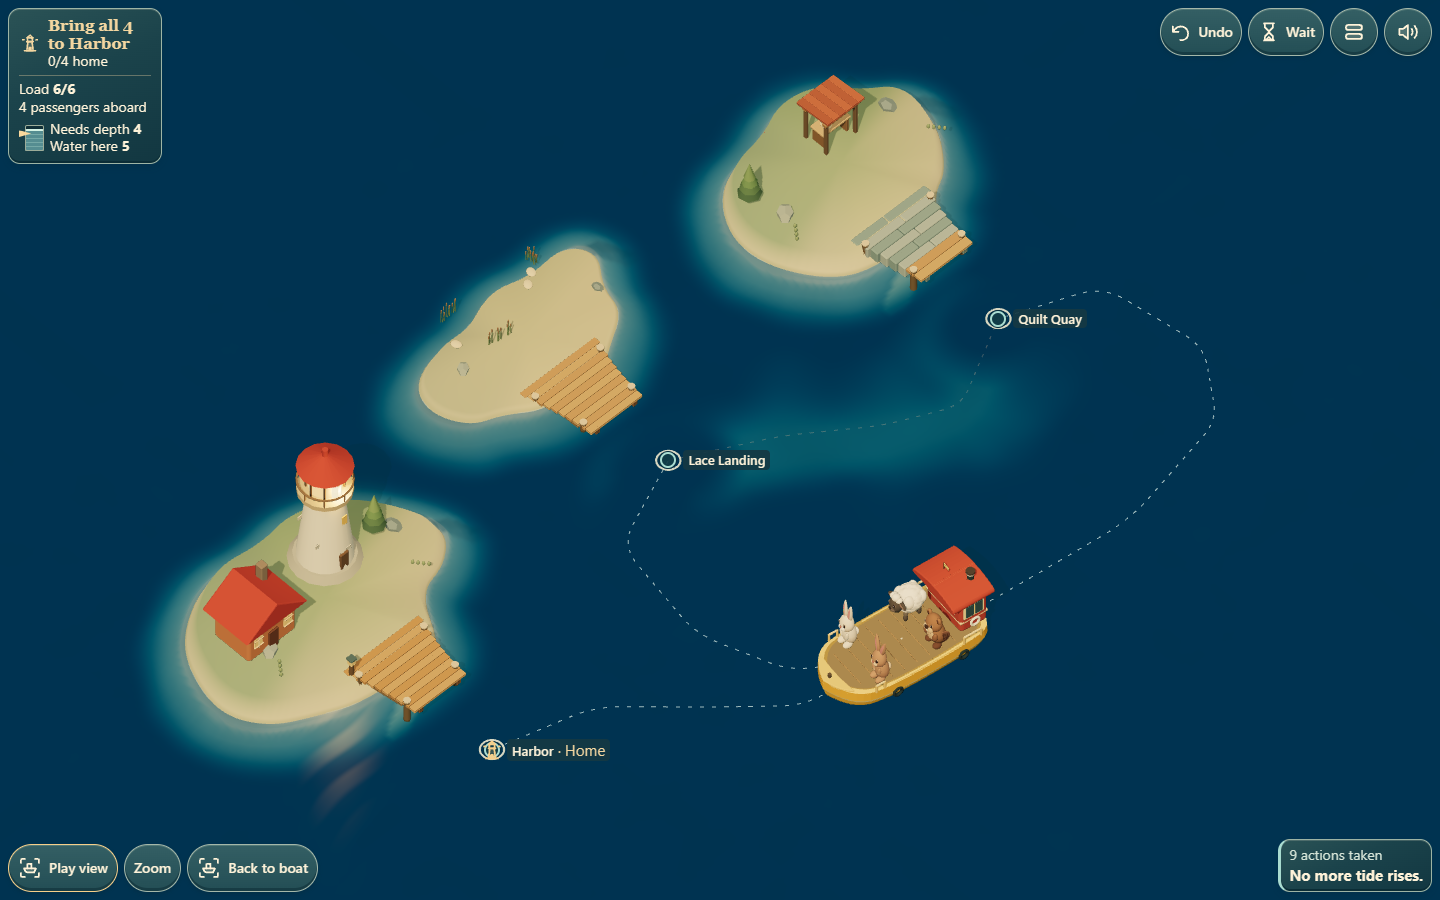 Bring all 4
to Harbor
0/4 home
Load 6/6
4 passengers aboard
Needs depth 4
Water here 5
Undo
Wait
Quilt Quay
Lace Landing
Harbor · Home
Play view
Zoom
Back to boat
9 actions taken
No more tide rises.